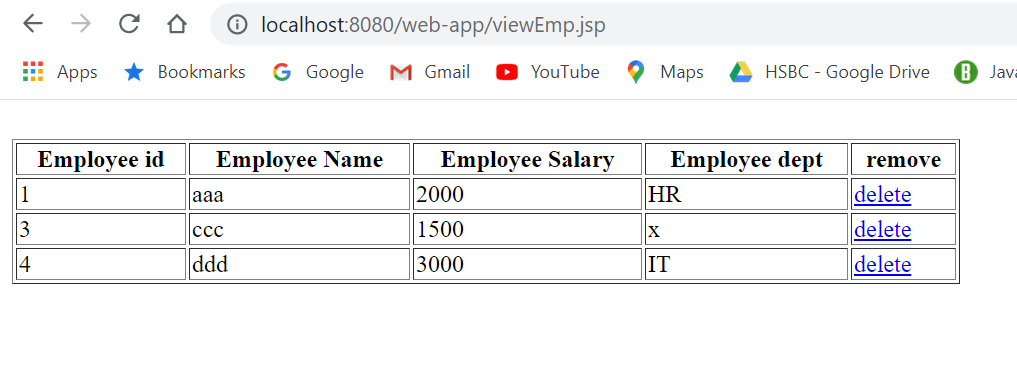 localhost:8080/web-app/viewEmp.jsp
Apps Bookmarks Google Gmail YouTube Maps HSBC - Google Drive Java
Employee id Employee Name Employee Salary Employee dept remove
1 aaa 2000 HR delete
3 ccc 1500 x delete
4 ddd 3000 IT delete